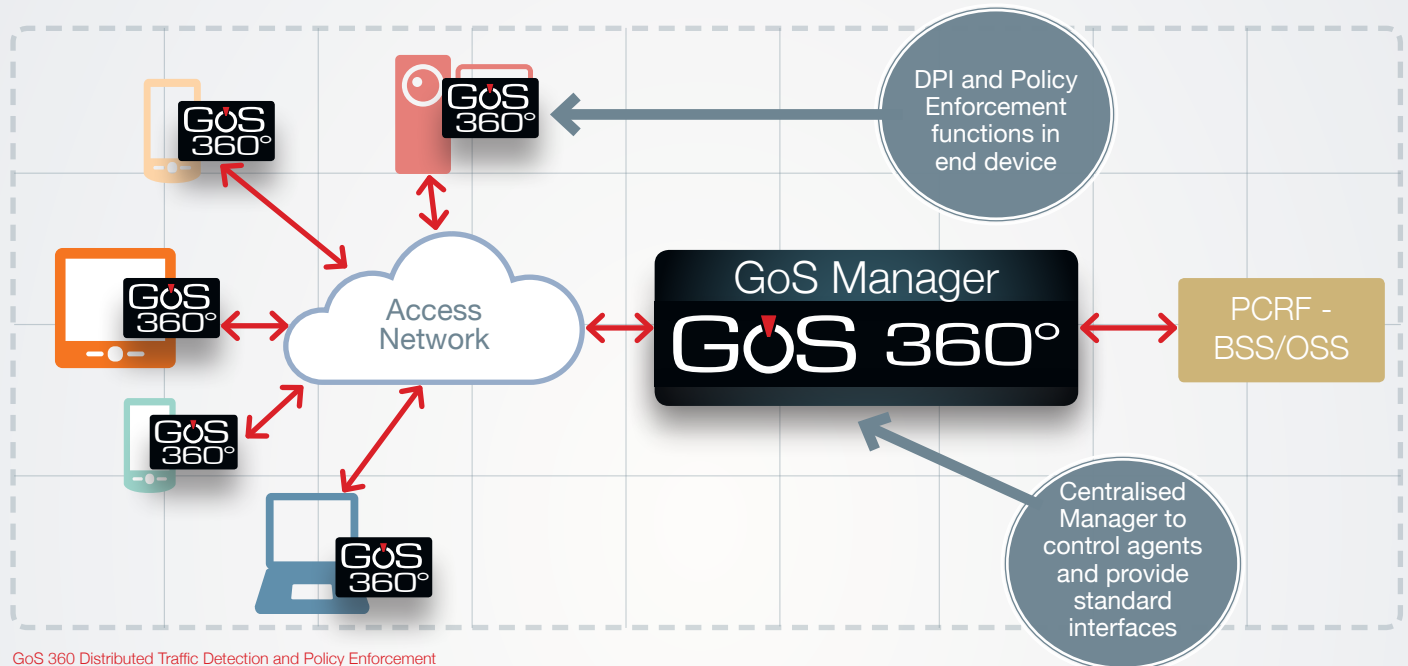 DPI and Policy
Enforcement
functions in
end device
GoS
360°
GoS
360°
GoS Manager
GoS 360°
Access
Network
GoS
360°
PCRF -
BSS/OSS
GoS
360°
GoS
360°
Centralised
Manager to
control agents
and provide
standard
interfaces
GoS 360 Distributed Traffic Detection and Policy Enforcement